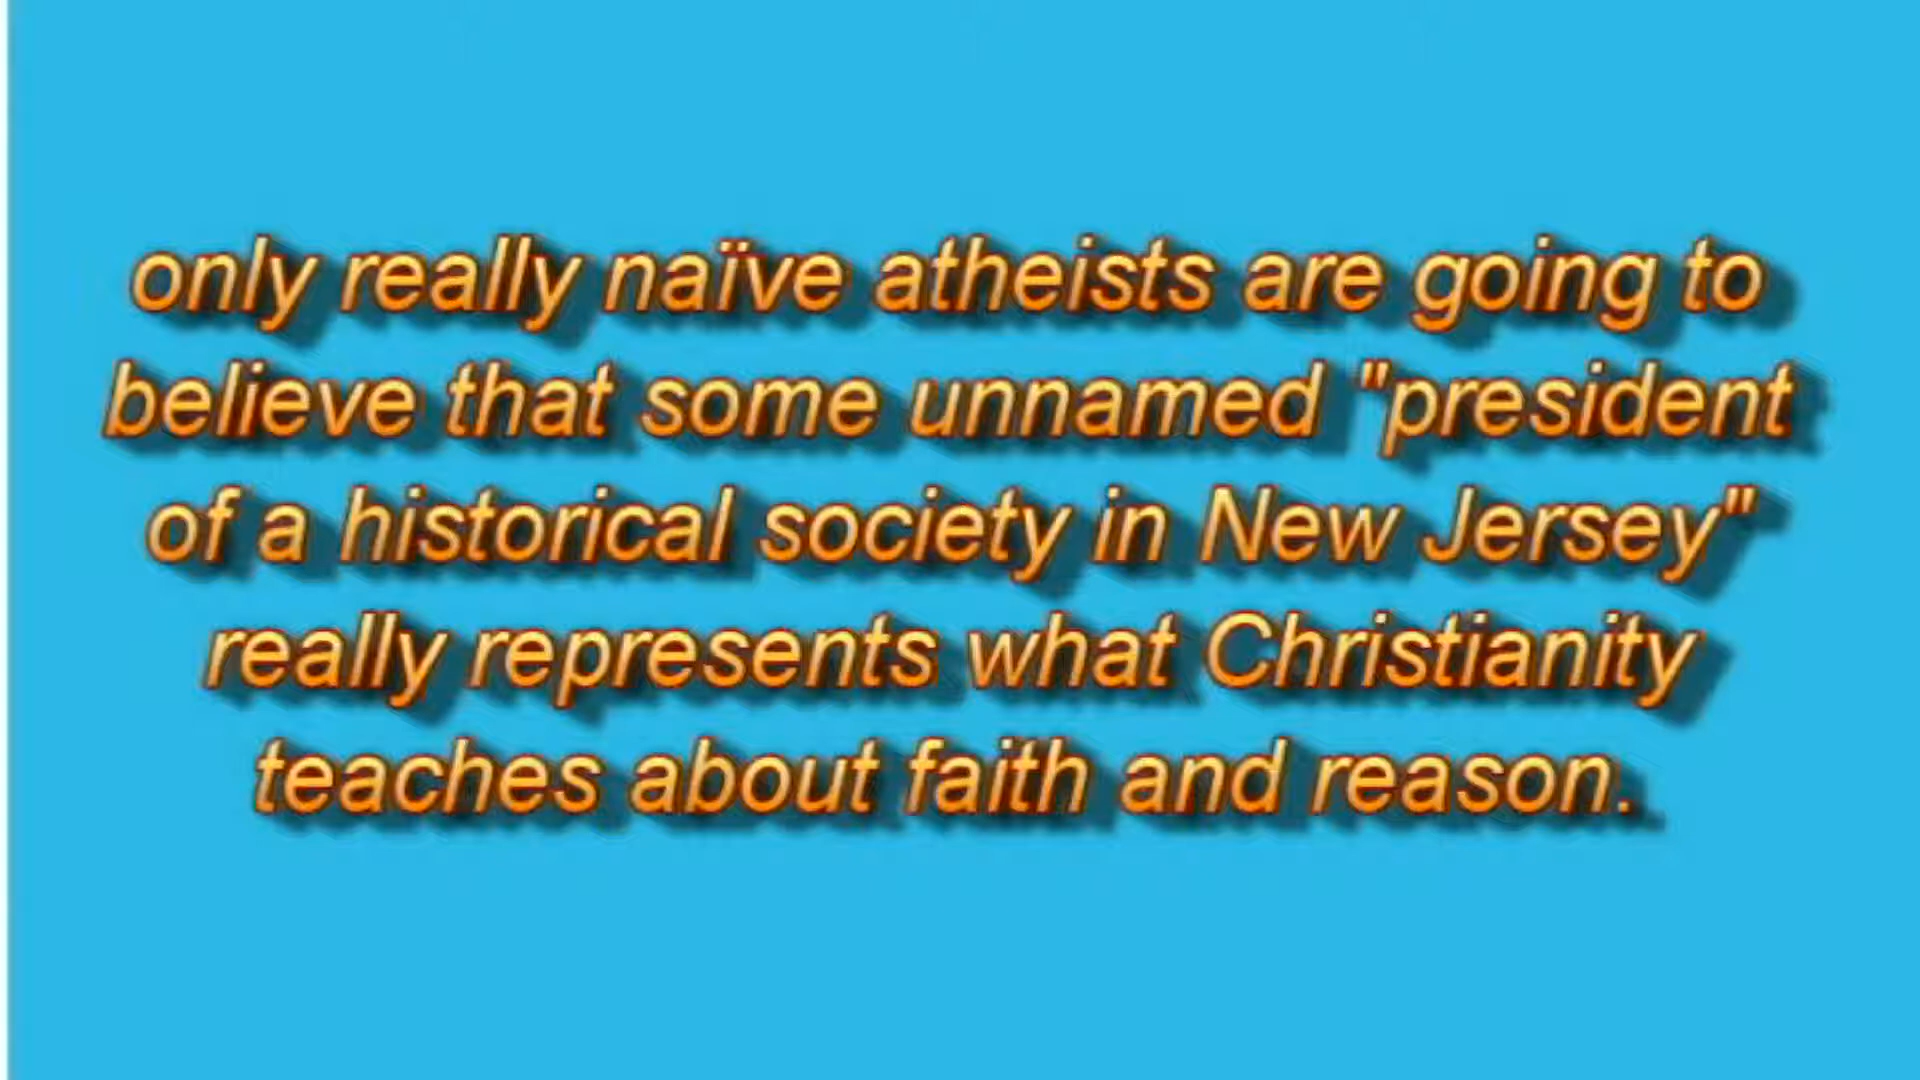 only really naïve atheists are going to
believe that some unnamed "president
of a historical society in New Jersey"
really represents what Christianity
teaches about faith and reason.